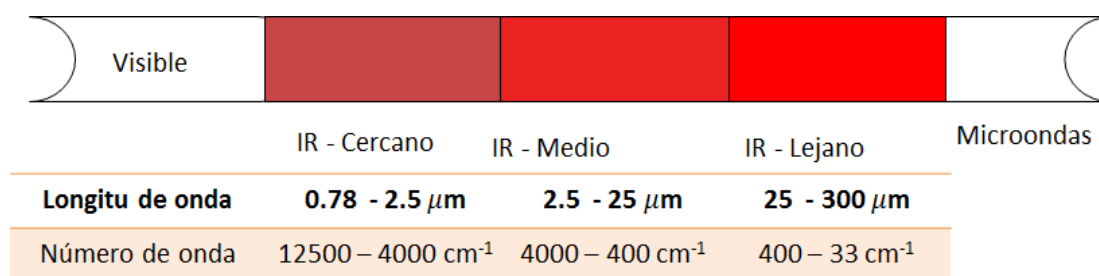 Visible
IR - Cercano IR - Medio IR - Lejano Microondas
Longitu de onda 0.78 - 2.5 μm 2.5 - 25 μm 25 - 300 μm
Número de onda 12500 – 4000 cm⁻¹ 4000 – 400 cm⁻¹ 400 – 33 cm⁻¹